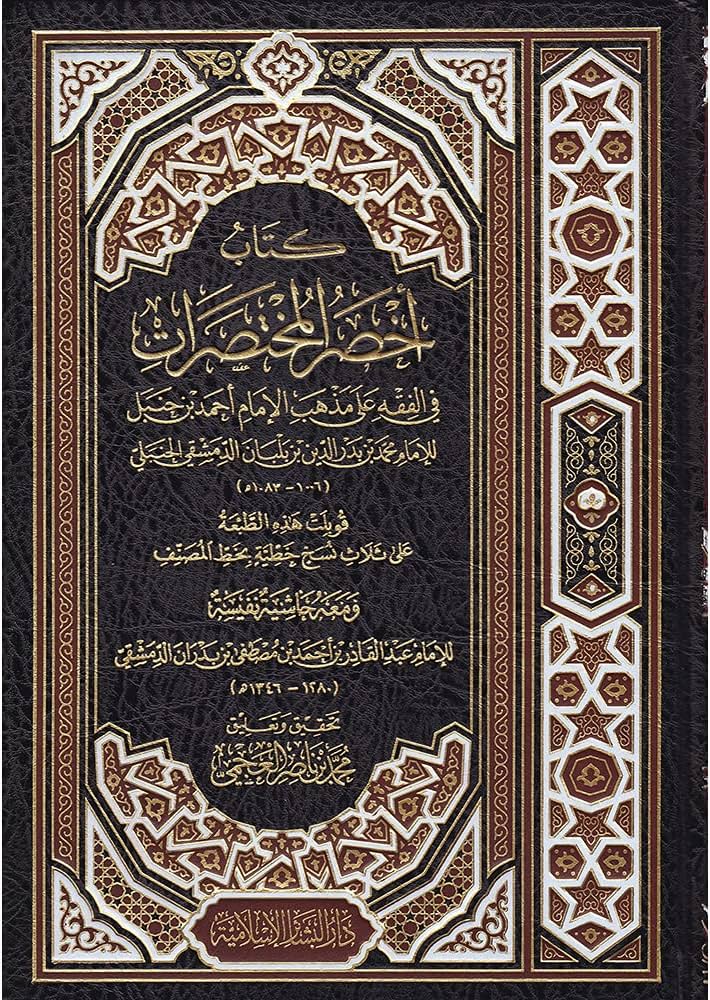 كتاب
أخصر المختصرات
في الفقه على مذهب الإمام أحمد بن حنبل
للإمام محمد بن بدر الدين بن بلبان الدمشقي الحنبلي
(١٠٠٦ - ١٠٨٣ه)
قوبلت هذه الطبعة
على ثلاث نسخ خطية بخط المصنف
ومعه حاشية نفيسة
للإمام عبد القادر بن أحمد بن مصطفى بن بدران الدمشقي
(١٢٨٠ - ١٣٤٦ه)
تحقيق وتعليق
محمد بن ناصر العجمي
دار البشائر الإسلامية